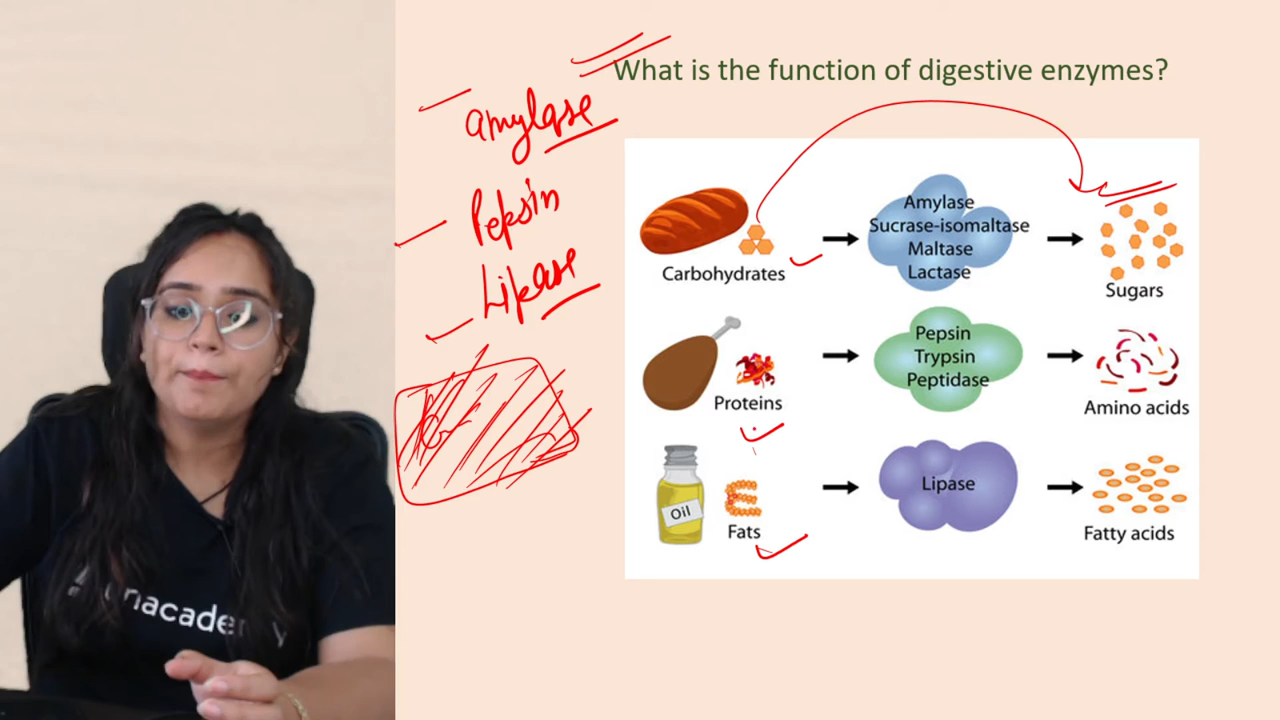 What is the function of digestive enzymes?
amylase
Pepsin
Lipase
Carbohydrates
Amylase
Sucrase-isomaltase
Maltase
Lactase
Sugars
Proteins
Pepsin
Trypsin
Peptidase
Amino acids
Oil
Fats
Lipase
Fatty acids
unacademy